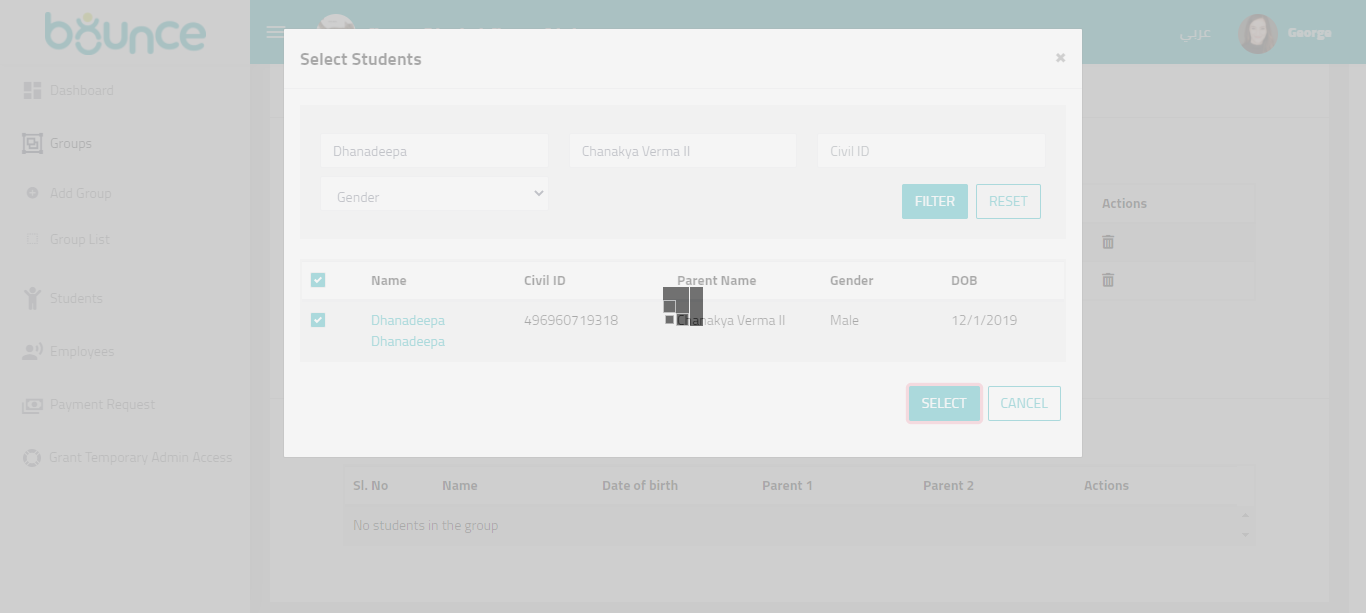 bounce
عربي
George
Select Students
×
Dashboard
Groups
Add Group
Group List
Students
Employees
Payment Request
Grant Temporary Admin Access
Dhanadeepa
Chanakya Verma II
Civil ID
Gender
FILTER
RESET
Actions
Name
Civil ID
Parent Name
Gender
DOB
Dhanadeepa
Dhanadeepa
496960719318
Chanakya Verma II
Male
12/1/2019
SELECT
CANCEL
Sl. No
Name
Date of birth
Parent 1
Parent 2
Actions
No students in the group